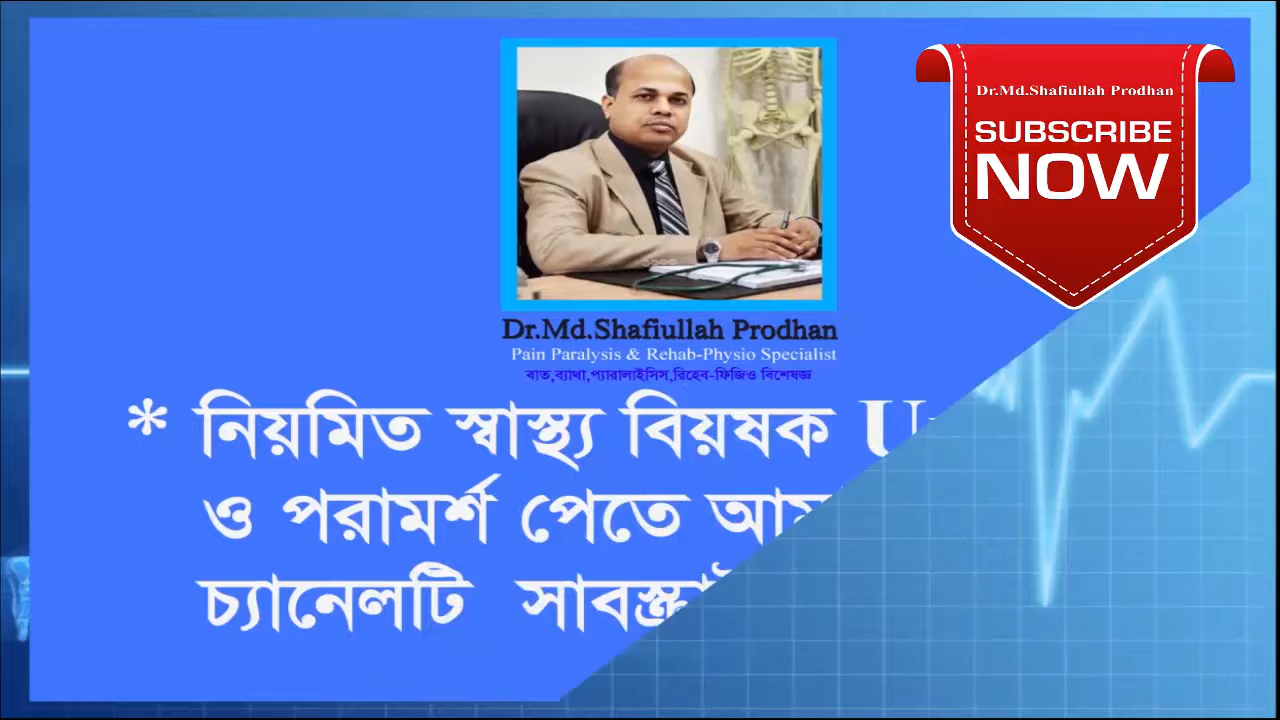 Dr.Md.Shafiullah Prodhan
SUBSCRIBE
NOW
Dr.Md.Shafiullah Prodhan
Pain Paralysis & Rehab-Physio Specialist
বাত,ব্যাথা,প্যারালাইসিস,রিহেব-ফিজিও বিশেষজ্ঞ
* নিয়মিত স্বাস্থ্য বিয়ষক
ও পরামর্শ পেতে
চ্যানেলটি